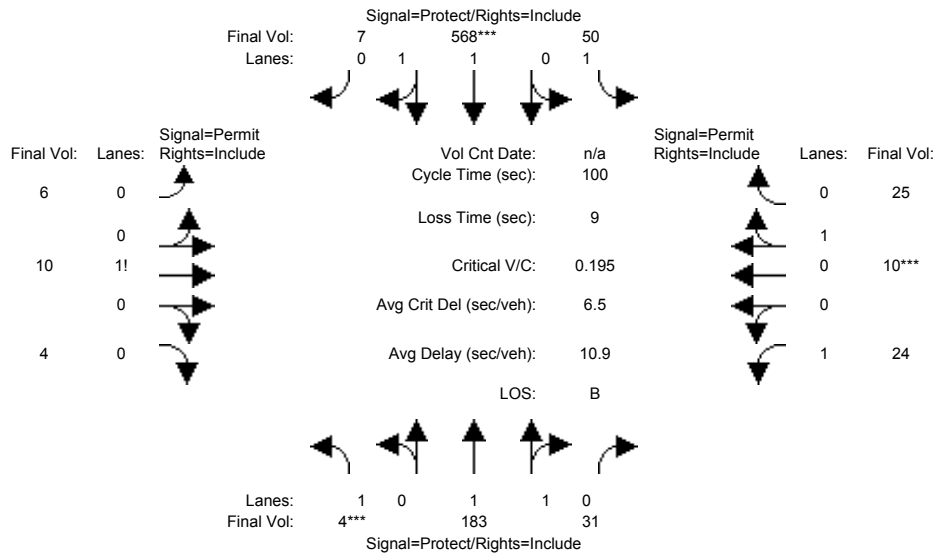 Signal=Protect/Rights=Include
Final Vol: 7 568*** 50
Lanes: 0 1 1 0 1
Signal=Permit
Rights=Include
Final Vol: Lanes:
Vol Cnt Date: n/a
Signal=Permit
Rights=Include
Lanes: Final Vol:
Cycle Time (sec): 100
6 0
0 25
Loss Time (sec): 9
0
1
10 1!
Critical V/C: 0.195
0 10***
0
Avg Crit Del (sec/veh): 6.5
0
4 0
Avg Delay (sec/veh): 10.9
1 24
LOS: B
Lanes: 1 0 1 1 0
Final Vol: 4*** 183 31
Signal=Protect/Rights=Include